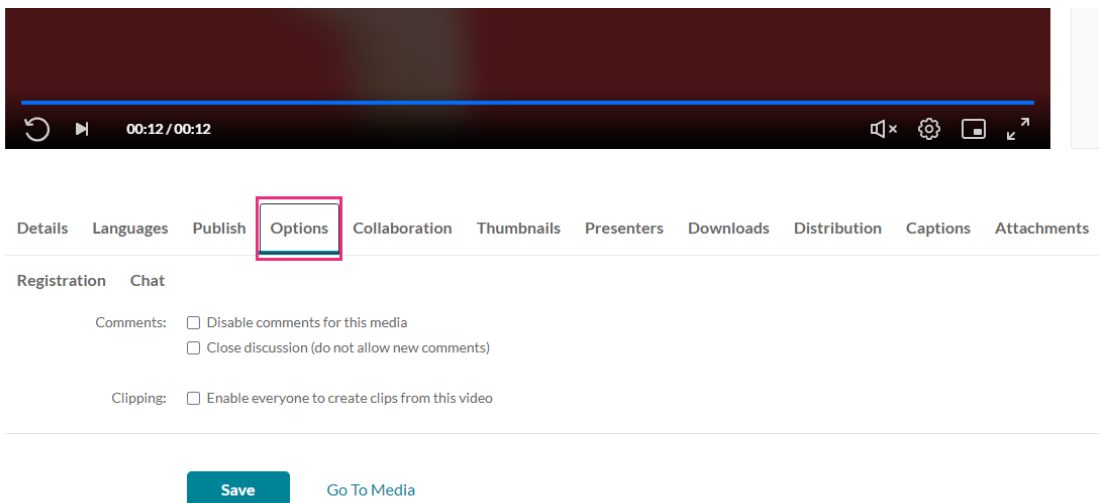 00:12 / 00:12
Details Languages Publish Options Collaboration Thumbnails Presenters Downloads Distribution Captions Attachments
Registration Chat
Comments: Disable comments for this media
Close discussion (do not allow new comments)
Clipping: Enable everyone to create clips from this video
Save Go To Media